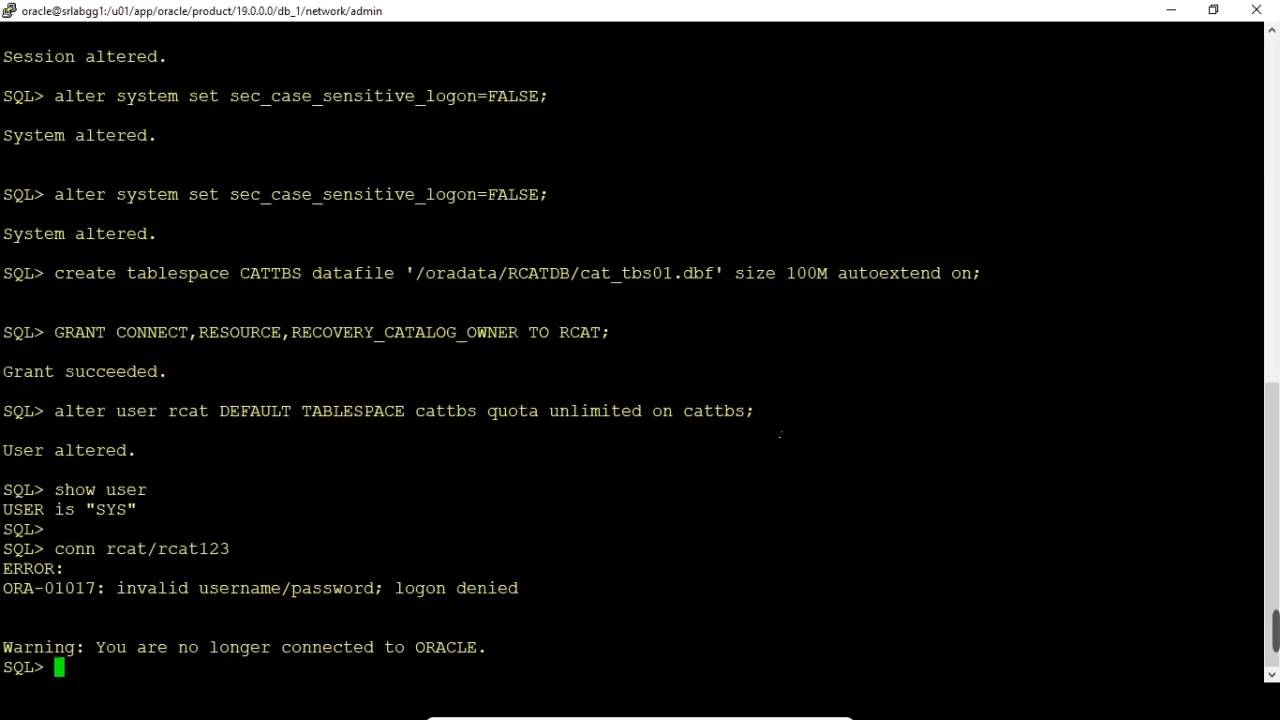 oracle@srlabgg1:/u01/app/oracle/product/19.0.0.0/db_1/network/admin
Session altered.
SQL> alter system set sec_case_sensitive_logon=FALSE;
System altered.
SQL> alter system set sec_case_sensitive_logon=FALSE;
System altered.
SQL> create tablespace CATTBS datafile '/oradata/RCATDB/cat_tbs01.dbf' size 100M autoextend on;
SQL> GRANT CONNECT,RESOURCE,RECOVERY_CATALOG_OWNER TO RCAT;
Grant succeeded.
SQL> alter user rcat DEFAULT TABLESPACE cattbs quota unlimited on cattbs;
User altered.
SQL> show user
USER is "SYS"
SQL>
SQL> conn rcat/rcat123
ERROR:
ORA-01017: invalid username/password; logon denied
Warning: You are no longer connected to ORACLE.
SQL>